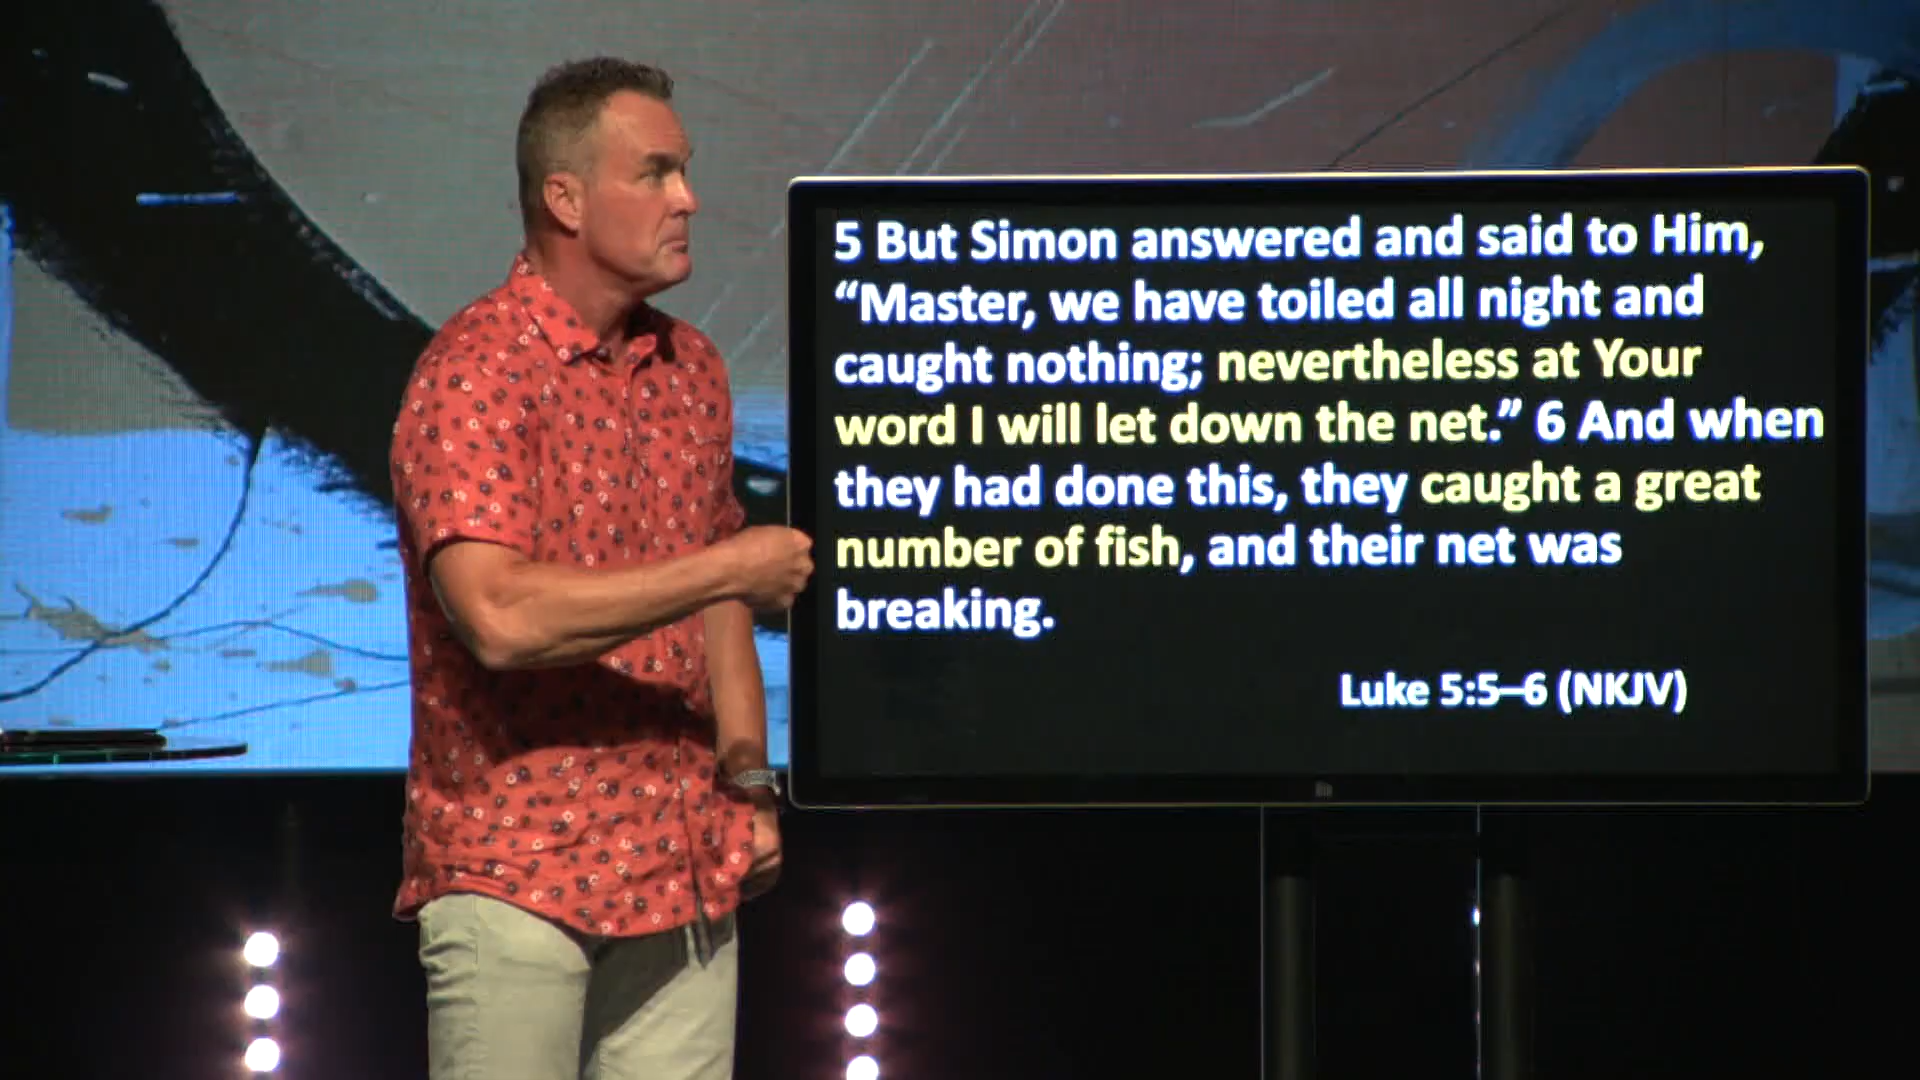 5 But Simon answered and said to Him,
“Master, we have toiled all night and
caught nothing; nevertheless at Your
word I will let down the net.” 6 And when
they had done this, they caught a great
number of fish, and their net was
breaking.
Luke 5:5–6 (NKJV)